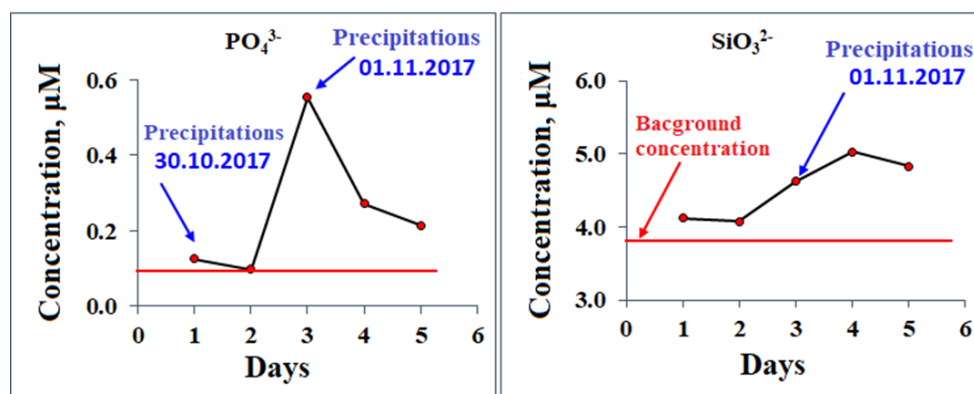 PO₄³⁻
Precipitations
01.11.2017
Precipitations
30.10.2017
Concentration, µM
0.6
0.4
0.2
0.0
0 1 2 3 4 5 6
Days
SiO₃²⁻
Precipitations
01.11.2017
Bacground
concentration
Concentration, µM
6.0
5.0
4.0
3.0
0 1 2 3 4 5 6
Days